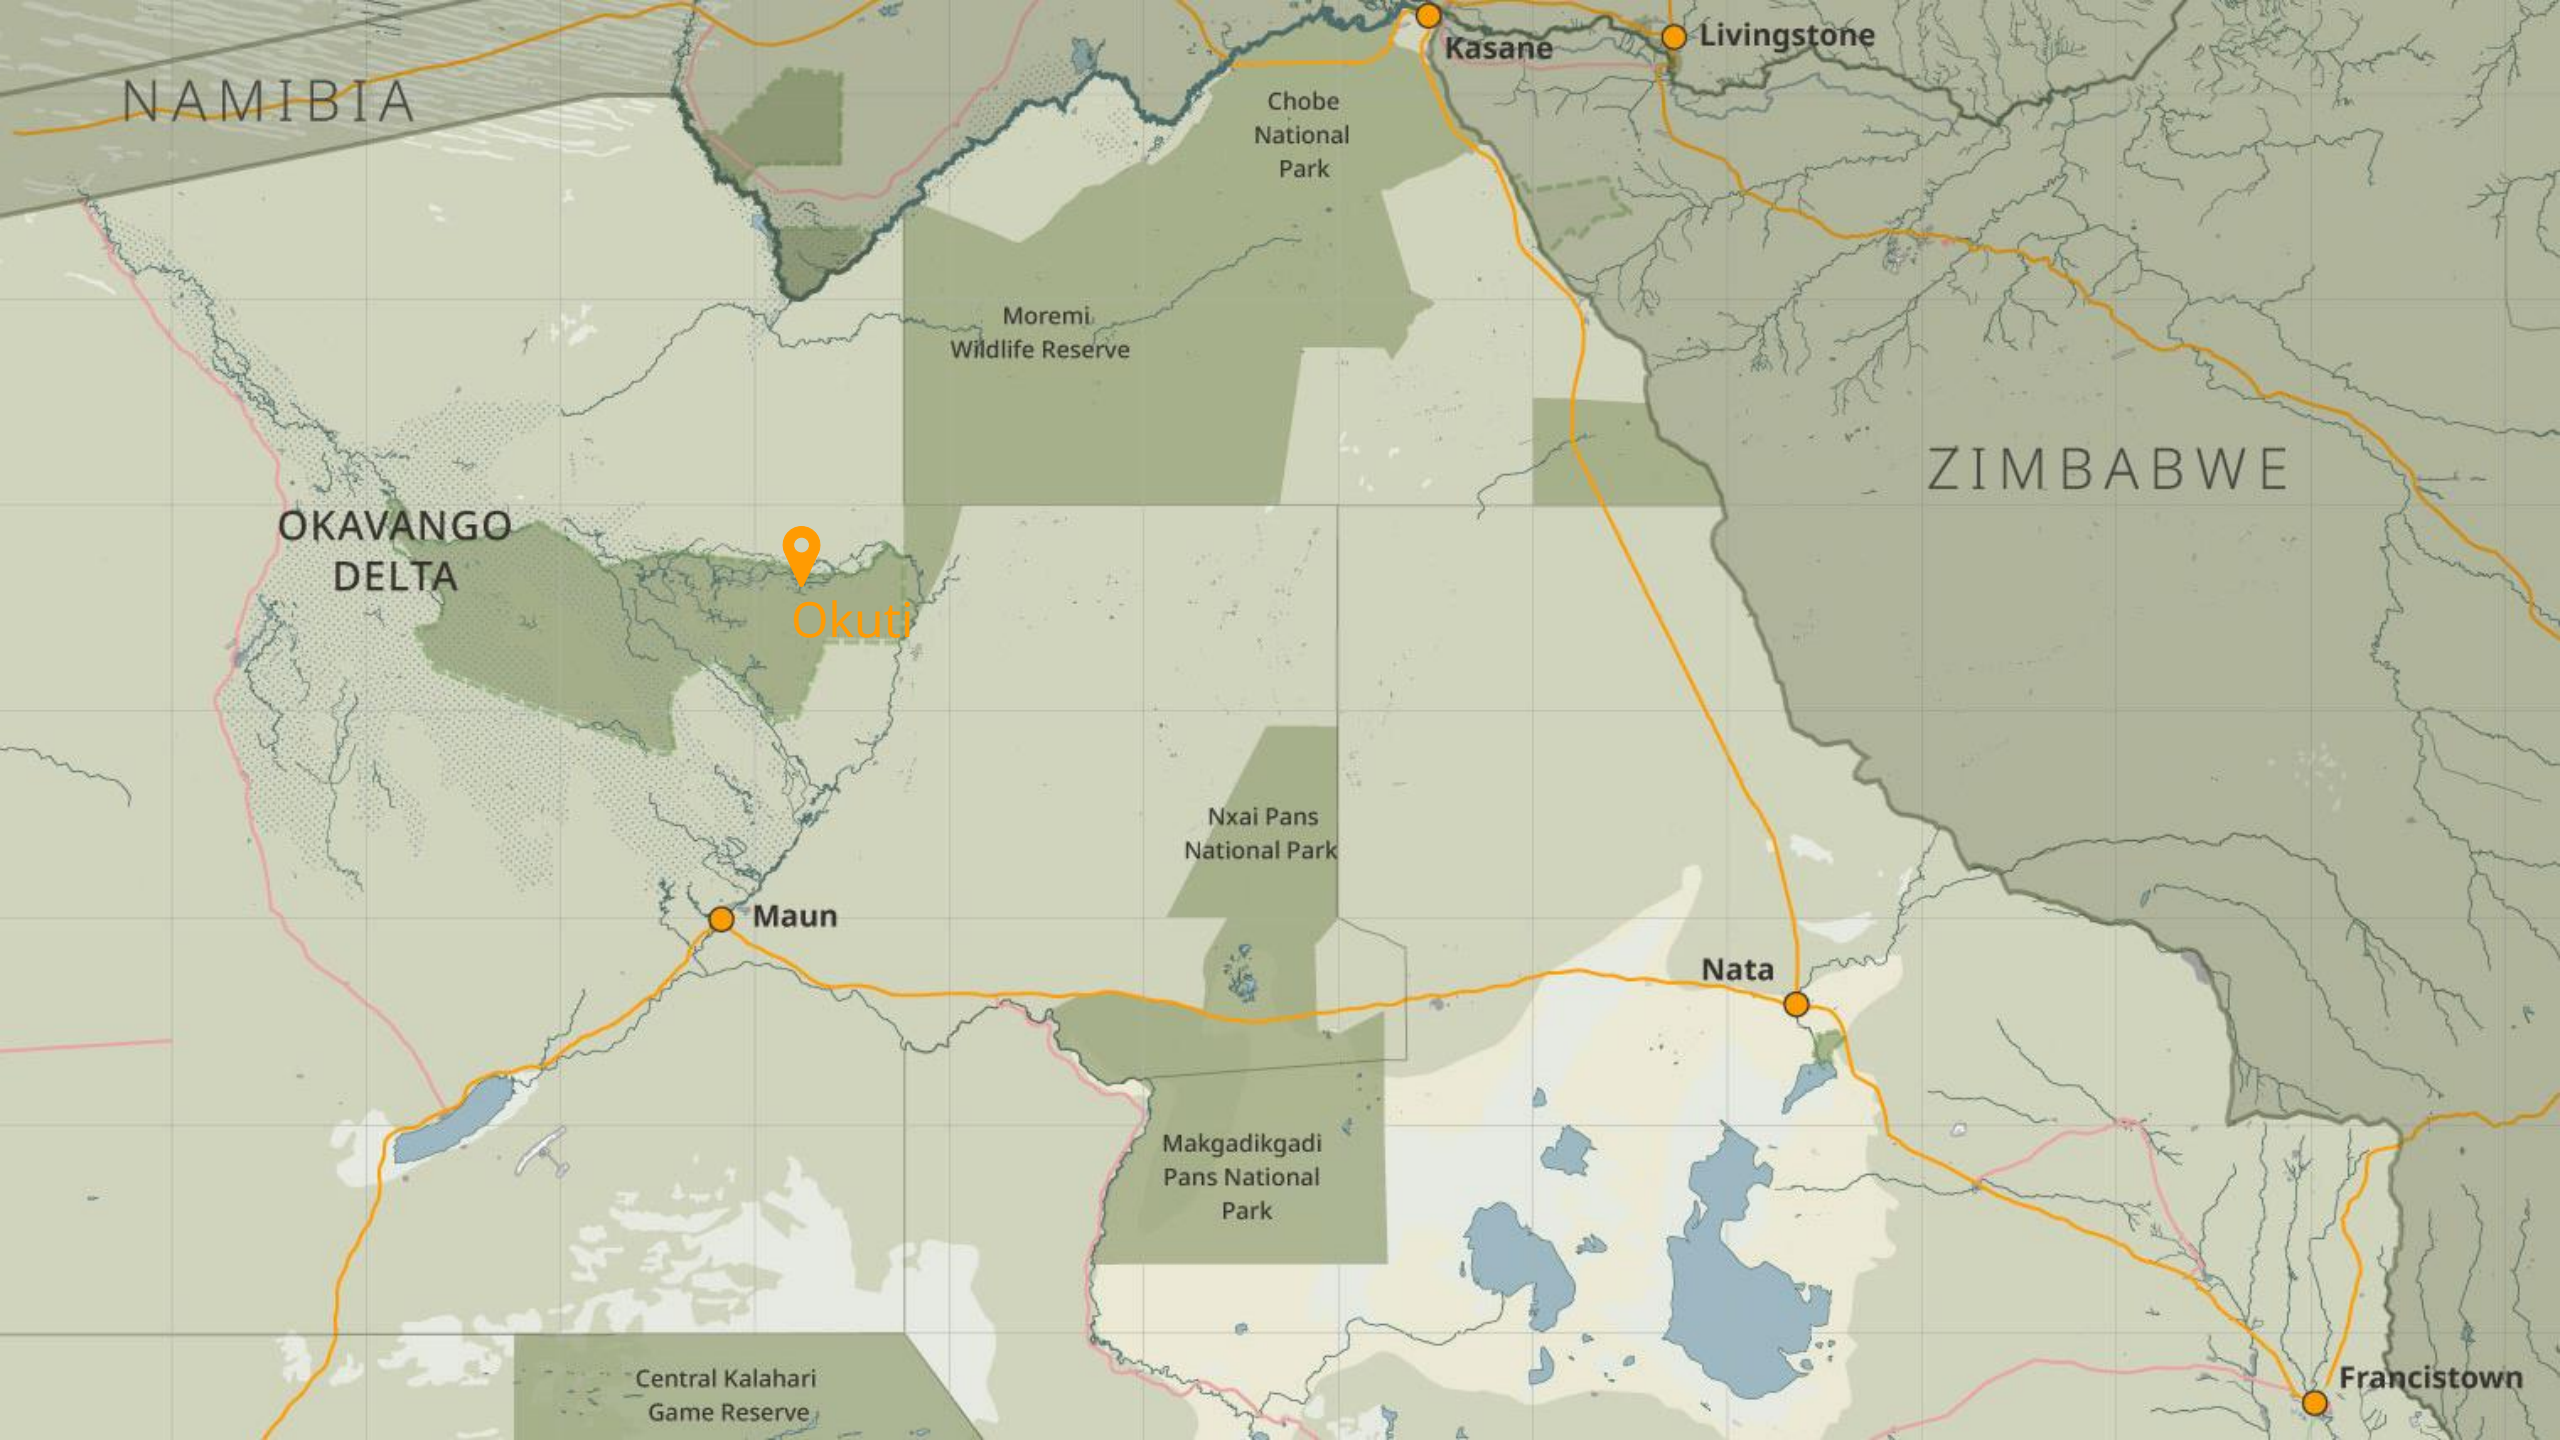 Livingstone
Kasane
NAMIBIA
Chobe
National
Park
Moremi
Wildlife Reserve
ZIMBABWE
OKAVANGO
DELTA
Okuti
Nxai Pans
National Park
Maun
Nata
Makgadikgadi
Pans National
Park
Central Kalahari
Game Reserve
Francistown